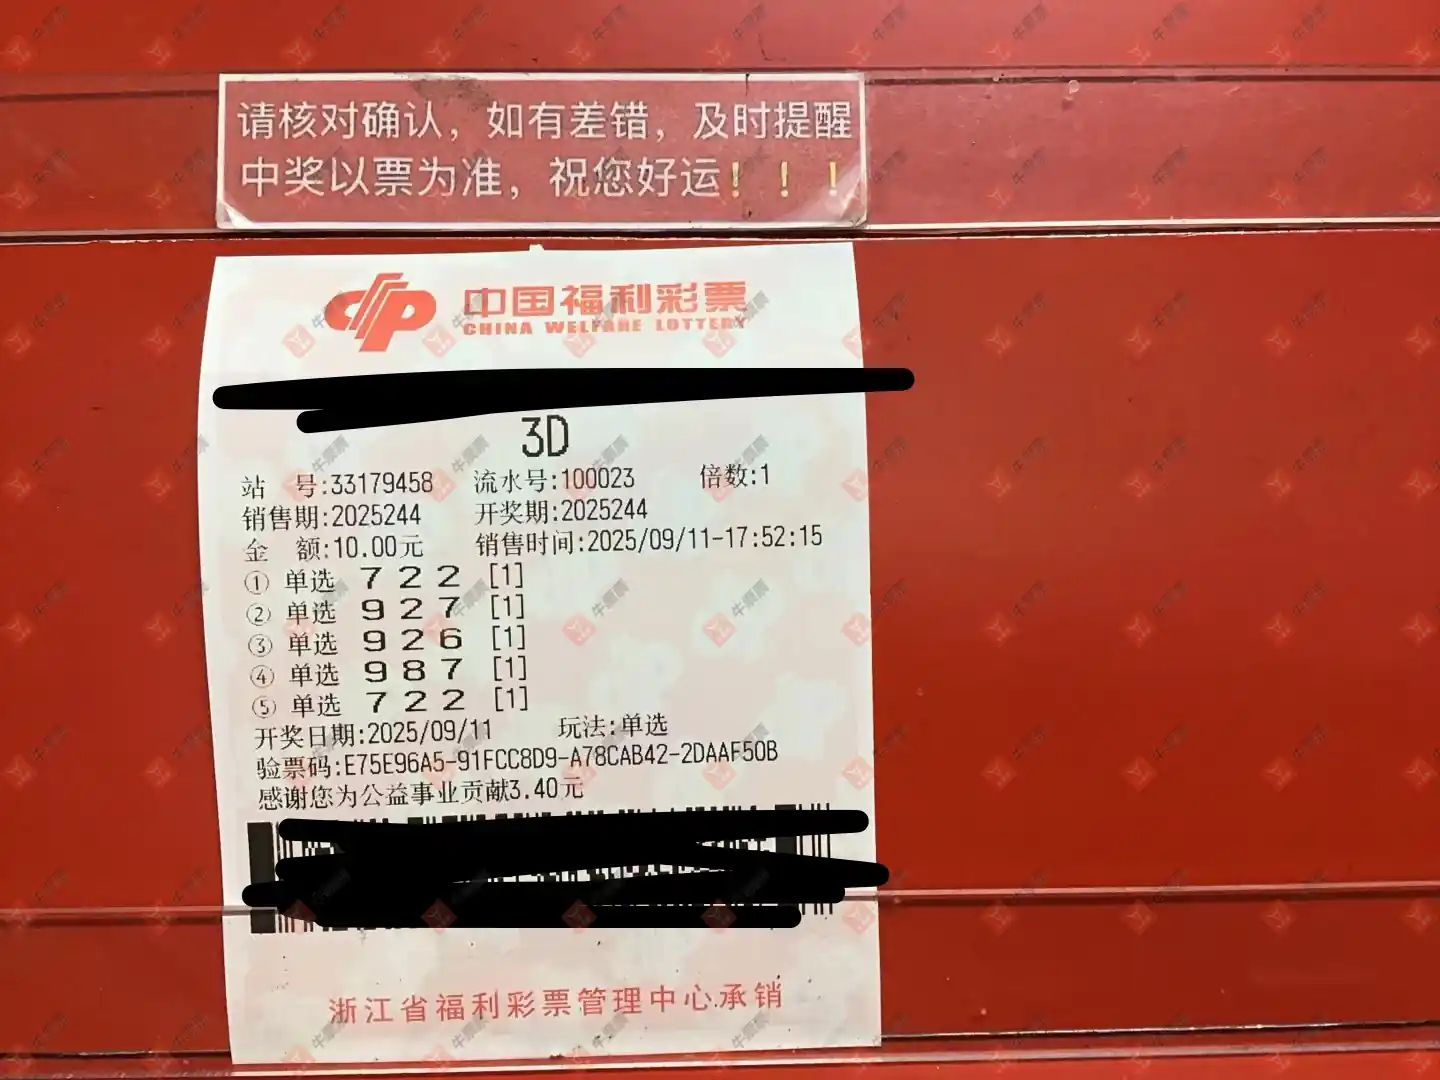 请核对确认，如有差错，及时提醒
中奖以票为准，祝您好运！！！
中国福利彩票
CHINA WELFARE LOTTERY
3D
站 号:33179458 流水号:100023 倍数:1
销售期:2025244 开奖期:2025244
金 额:10.00元 销售时间:2025/09/11-17:52:15
① 单选 7 2 2 [1]
② 单选 9 2 7 [1]
③ 单选 9 2 6 [1]
④ 单选 9 8 7 [1]
⑤ 单选 7 2 2 [1]
开奖日期:2025/09/11 玩法:单选
验票码:E75E96A5-91FCC8D9-A78CAB42-2DAAF50B
感谢您为公益事业贡献3.40元
浙江省福利彩票管理中心承销
牛票票